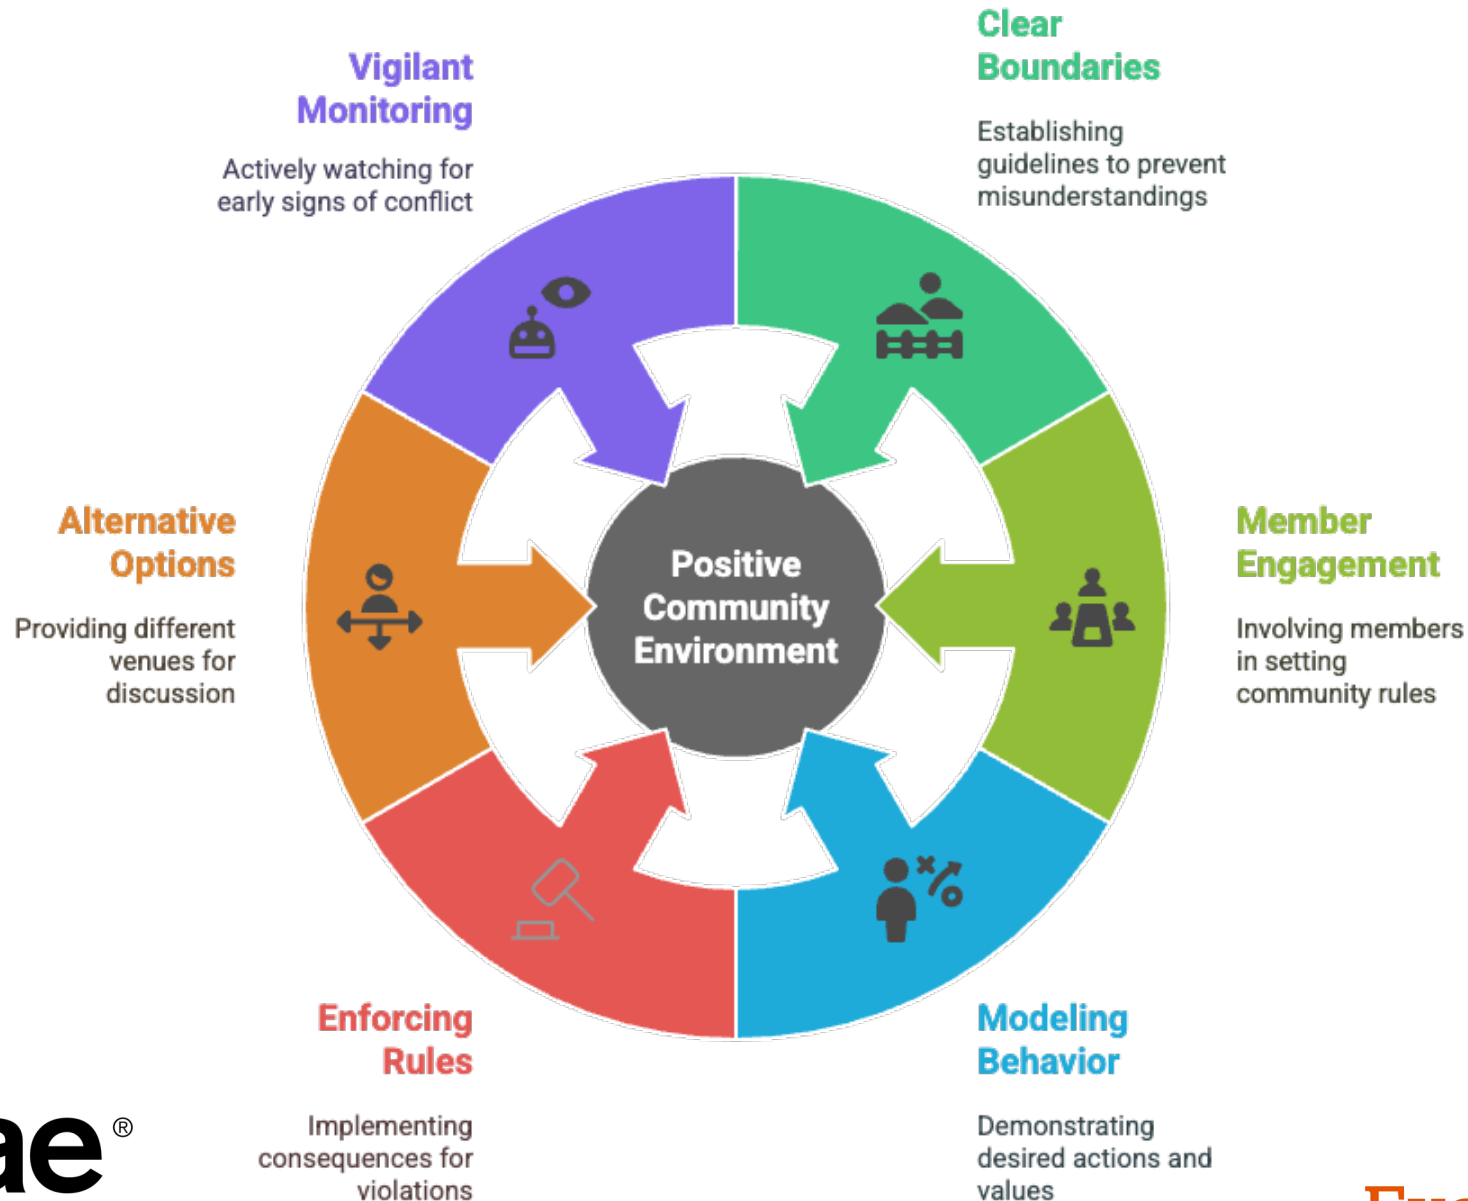 Clear
Boundaries
Establishing
guidelines to prevent
misunderstandings
Vigilant
Monitoring
Actively watching for
early signs of conflict
Alternative
Options
Providing different
venues for
discussion
Positive
Community
Environment
Member
Engagement
Involving members
in setting
community rules
Enforcing
Rules
Implementing
consequences for
violations
Modeling
Behavior
Demonstrating
desired actions and
values
ae®